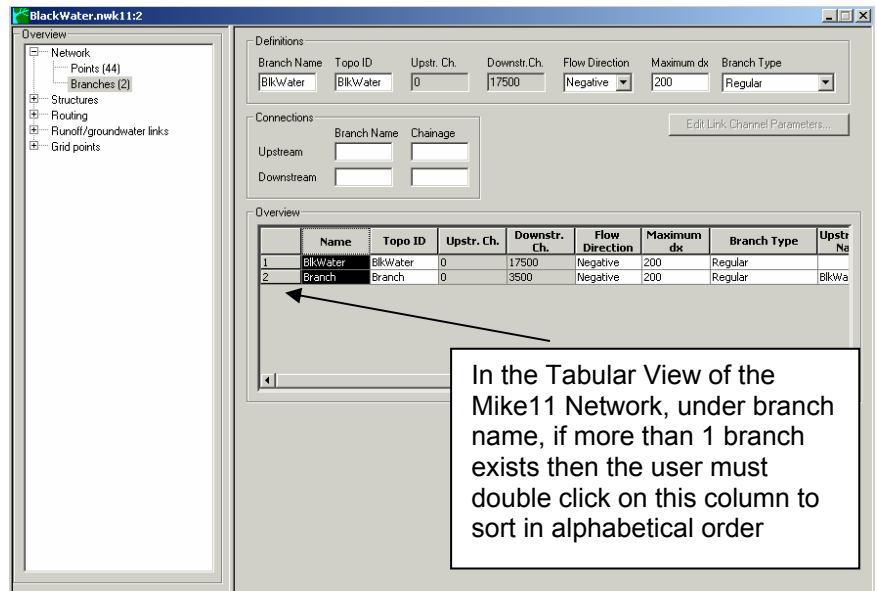 BlackWater.nwk11:2
Overview
Network
Points (44)
Branches (2)
Structures
Routing
Runoff/groundwater links
Grid points
Definitions
Branch Name Topo ID Upstr. Ch. Downstr.Ch. Flow Direction Maximum dx Branch Type
BlkWater BlkWater 0 17500 Negative 200 Regular
Connections
Edit Link Channel Parameters...
Branch Name Chainage
Upstream
Downstream
Overview
Name Topo ID Upstr. Ch. Downstr. Ch. Flow Direction Maximum dx Branch Type Upstr Na
1 BlkWater BlkWater 0 17500 Negative 200 Regular
2 Branch Branch 0 3500 Negative 200 Regular BlkWa
In the Tabular View of the
Mike11 Network, under branch
name, if more than 1 branch
exists then the user must
double click on this column to
sort in alphabetical order